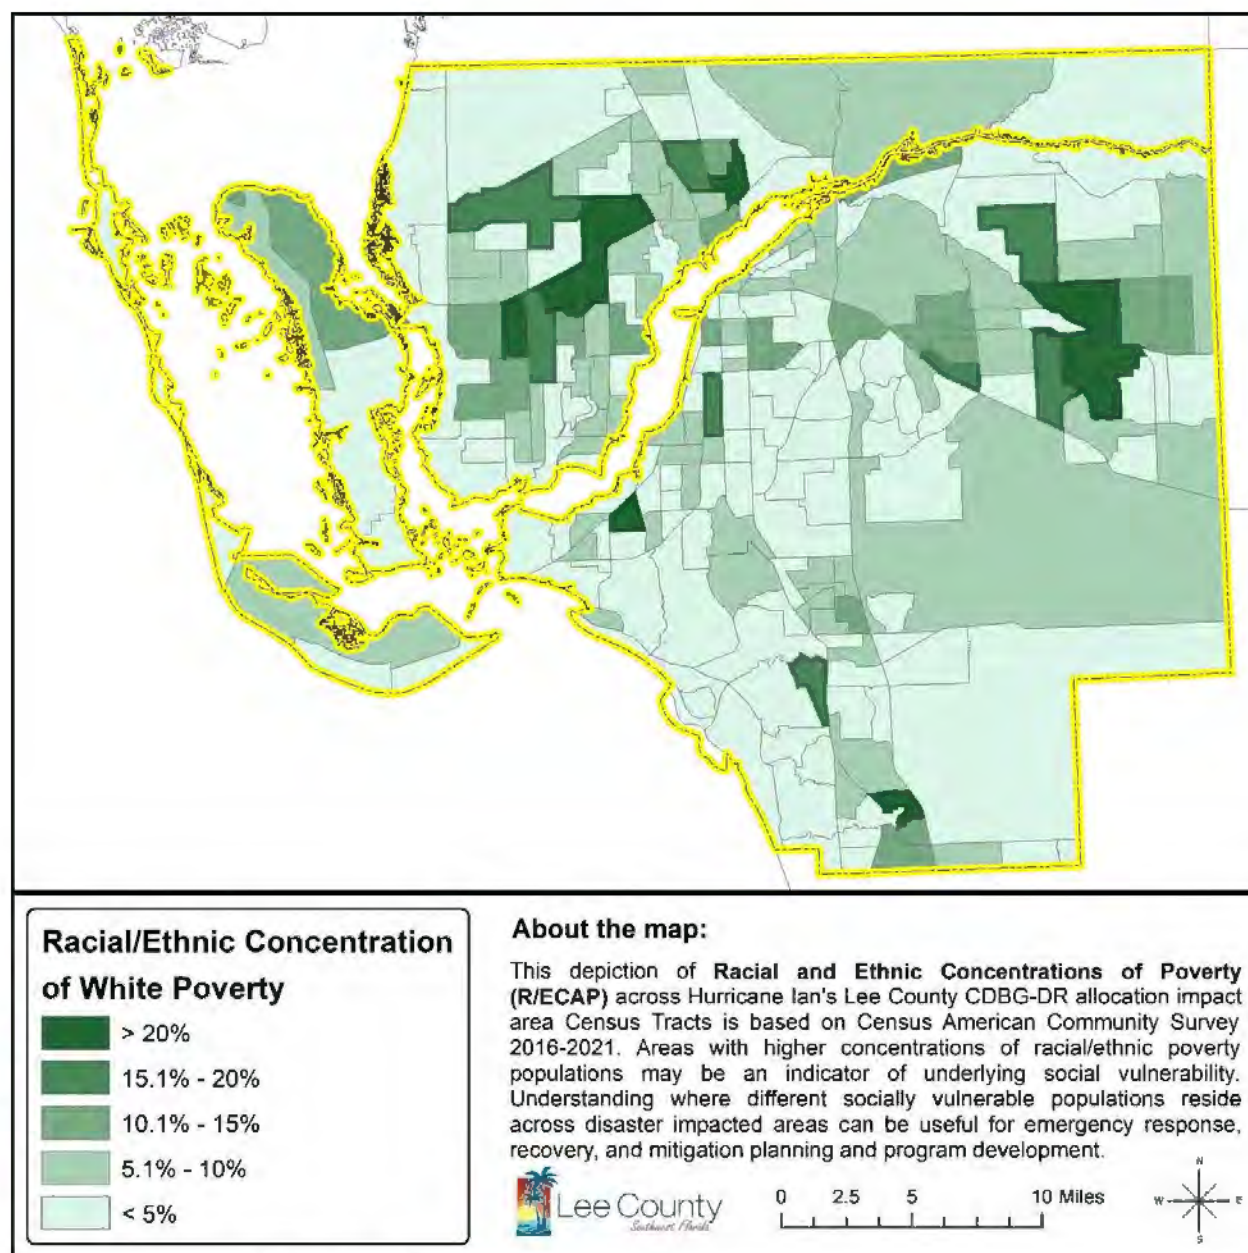 Racial/Ethnic Concentration
of White Poverty
> 20%
15.1% - 20%
10.1% - 15%
5.1% - 10%
< 5%
About the map:
This depiction of Racial and Ethnic Concentrations of Poverty
(R/ECAP) across Hurricane Ian's Lee County CDBG-DR allocation impact
area Census Tracts is based on Census American Community Survey
2016-2021. Areas with higher concentrations of racial/ethnic poverty
populations may be an indicator of underlying social vulnerability.
Understanding where different socially vulnerable populations reside
across disaster impacted areas can be useful for emergency response,
recovery, and mitigation planning and program development.
Lee County
Southwest Florida
0 2.5 5 10 Miles
N
W E
S